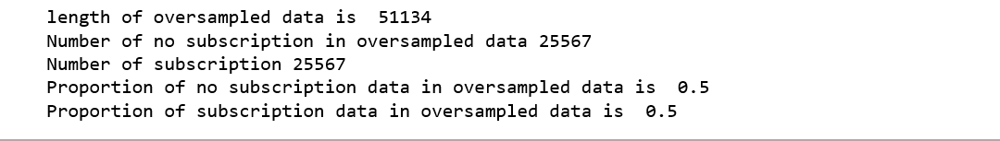 length of oversampled data is  51134
Number of no subscription in oversampled data 25567
Number of subscription 25567
Proportion of no subscription data in oversampled data is  0.5
Proportion of subscription data in oversampled data is  0.5